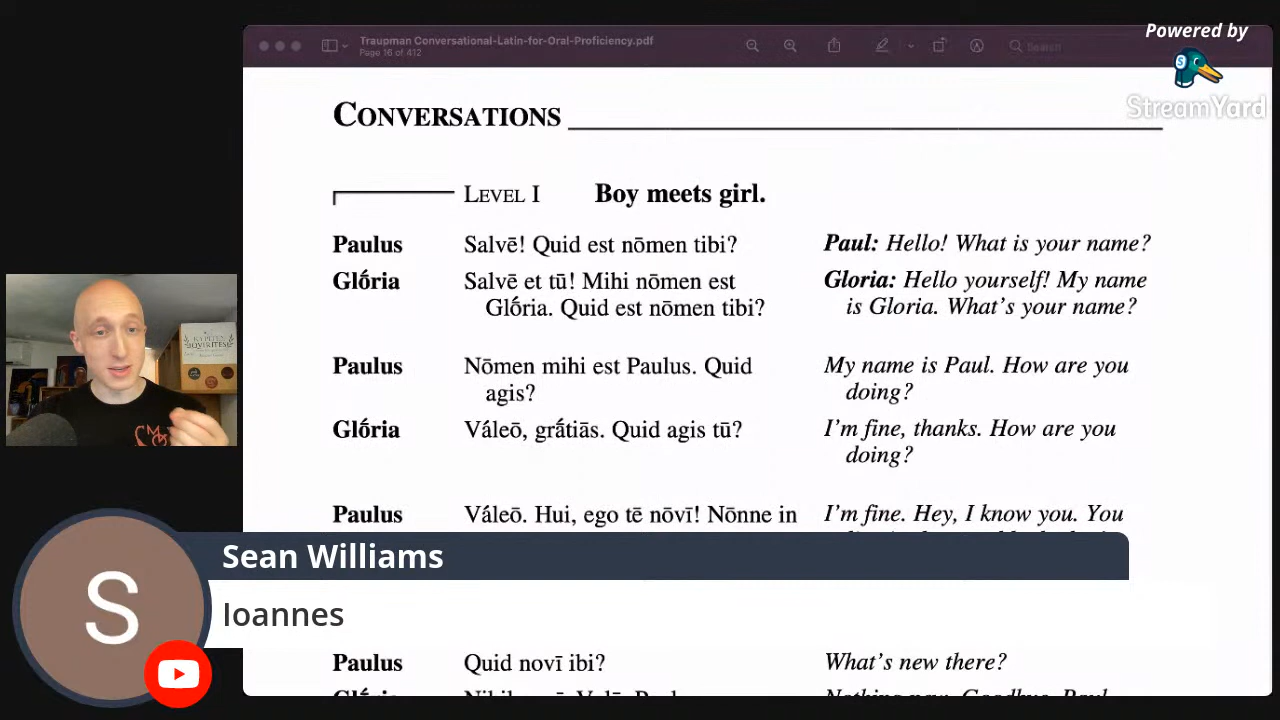 Powered by
StreamYard
Traupman Conversational-Latin-for-Oral-Proficiency.pdf
Page 16 of 412
Search
CONVERSATIONS
LEVEL I Boy meets girl.
Paulus Salvē! Quid est nōmen tibi? Paul: Hello! What is your name?
Glṓria Salvē et tū! Mihi nōmen est Gloria: Hello yourself! My name
Glṓria. Quid est nōmen tibi? is Gloria. What’s your name?
Paulus Nōmen mihi est Paulus. Quid My name is Paul. How are you
agis? doing?
Glṓria Váleō, grā́tiās. Quid agis tū? I’m fine, thanks. How are you
doing?
Paulus Váleō. Hui, ego tē nōvī! Nōnne in I’m fine. Hey, I know you. You
S
Sean Williams
Ioannes
Paulus Quid novī ibi? What’s new there?